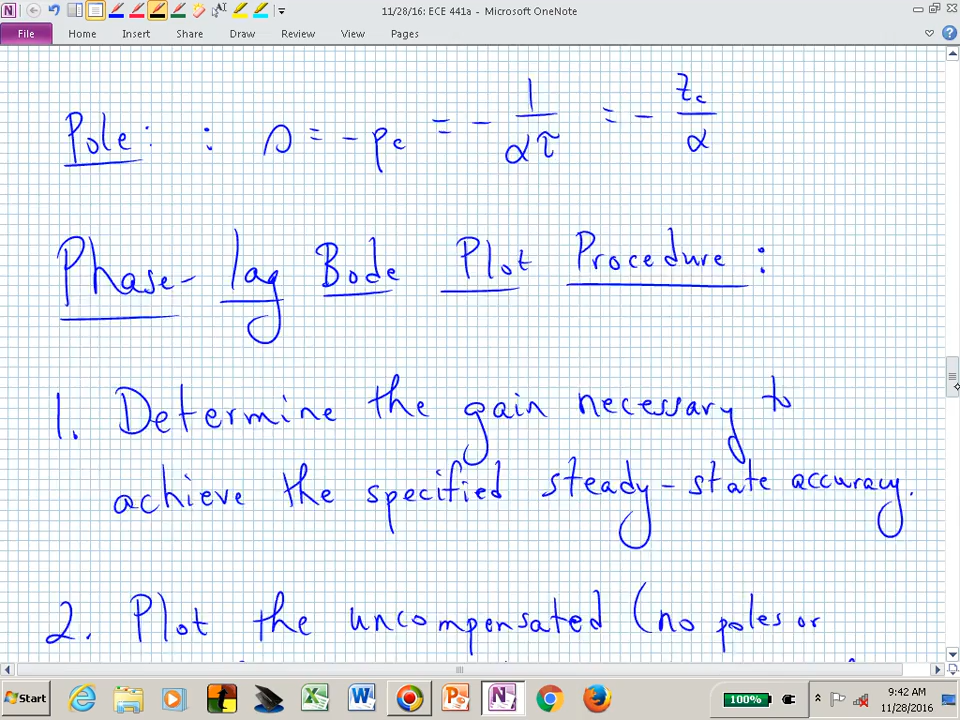 11/28/16: ECE 441a - Microsoft OneNote
File Home Insert Share Draw Review View Pages
Pole: : s = -pc = - 1/ατ = - zc/α
Phase-lag Bode Plot Procedure:
1. Determine the gain necessary to
achieve the specified steady-state accuracy.
2. Plot the uncompensated (no poles or
Start
100%
9:42 AM
11/28/2016